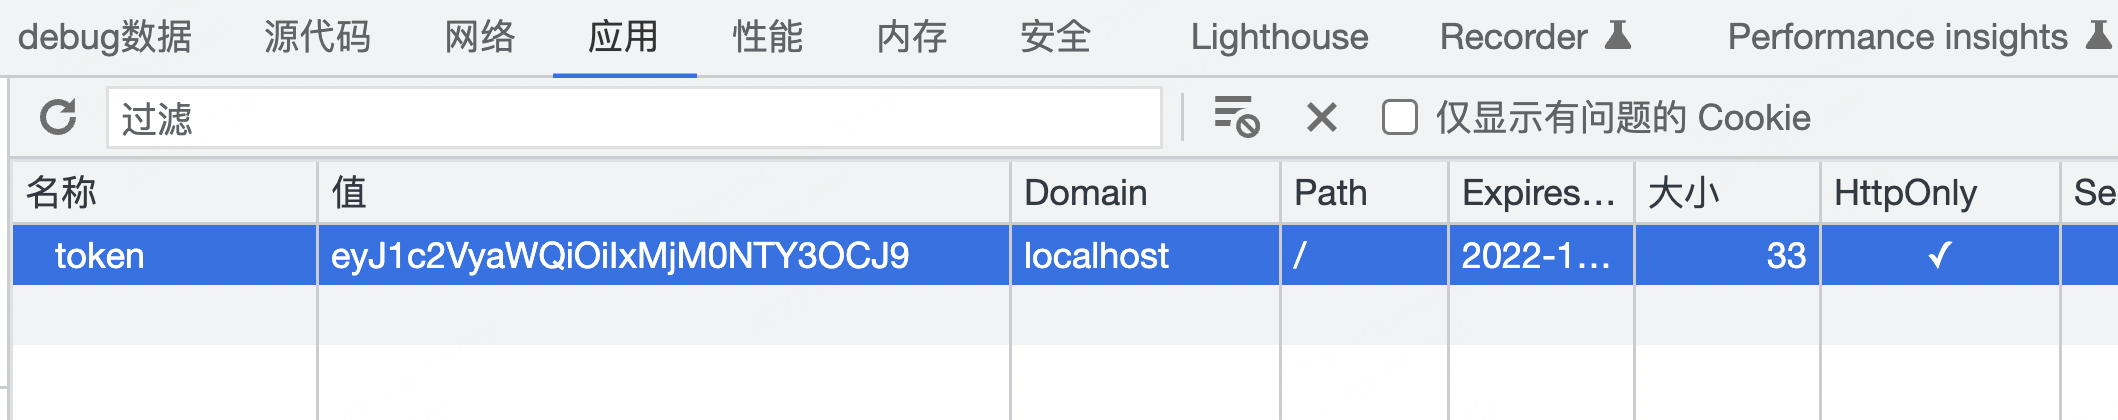 debug数据 源代码 网络 应用 性能 内存 安全 Lighthouse Recorder Performance insights
过滤 仅显示有问题的 Cookie
名称 值 Domain Path Expires… 大小 HttpOnly Se
token eyJ1c2VyaWQiOiIxMjM0NTY3OCJ9 localhost / 2022-1… 33 ✓